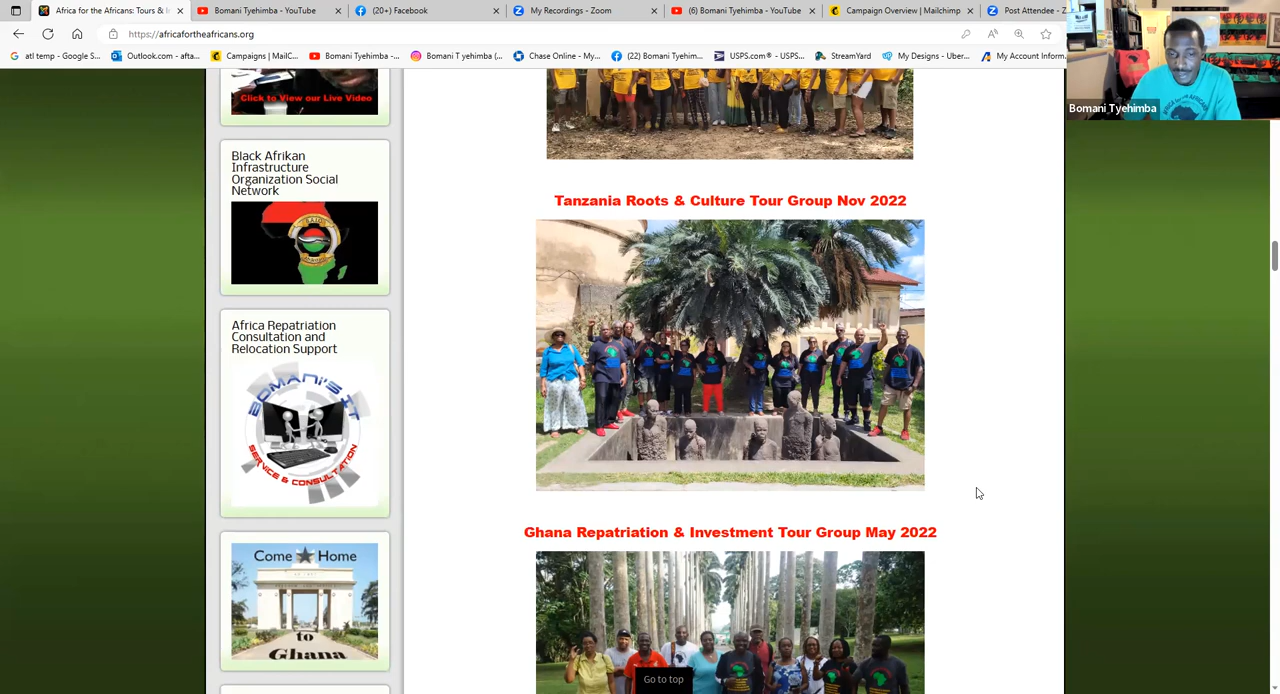 Africa for the Africans: Tours & I
Bomani Tyehimba - YouTube
(20+) Facebook
My Recordings - Zoom
(6) Bomani Tyehimba - YouTube
Campaign Overview | Mailchimp
Post Attendee - Z
https://africafortheafricans.org
atl temp - Google S...
Outlook.com - afta...
Campaigns | MailC...
Bomani Tyehimba -...
Bomani T yehimba (...
Chase Online - My...
(22) Bomani Tyehim...
USPS.com® - USPS...
StreamYard
My Designs - Uber...
My Account Inform...
Bomani Tyehimba
Click to View our Live Video
Black Afrikan
Infrastructure
Organization Social
Network
Africa Repatriation
Consultation and
Relocation Support
BOMANI'S IT
SERVICE & CONSULTATION
Come Home
to
Ghana
Tanzania Roots & Culture Tour Group Nov 2022
Ghana Repatriation & Investment Tour Group May 2022
Go to top